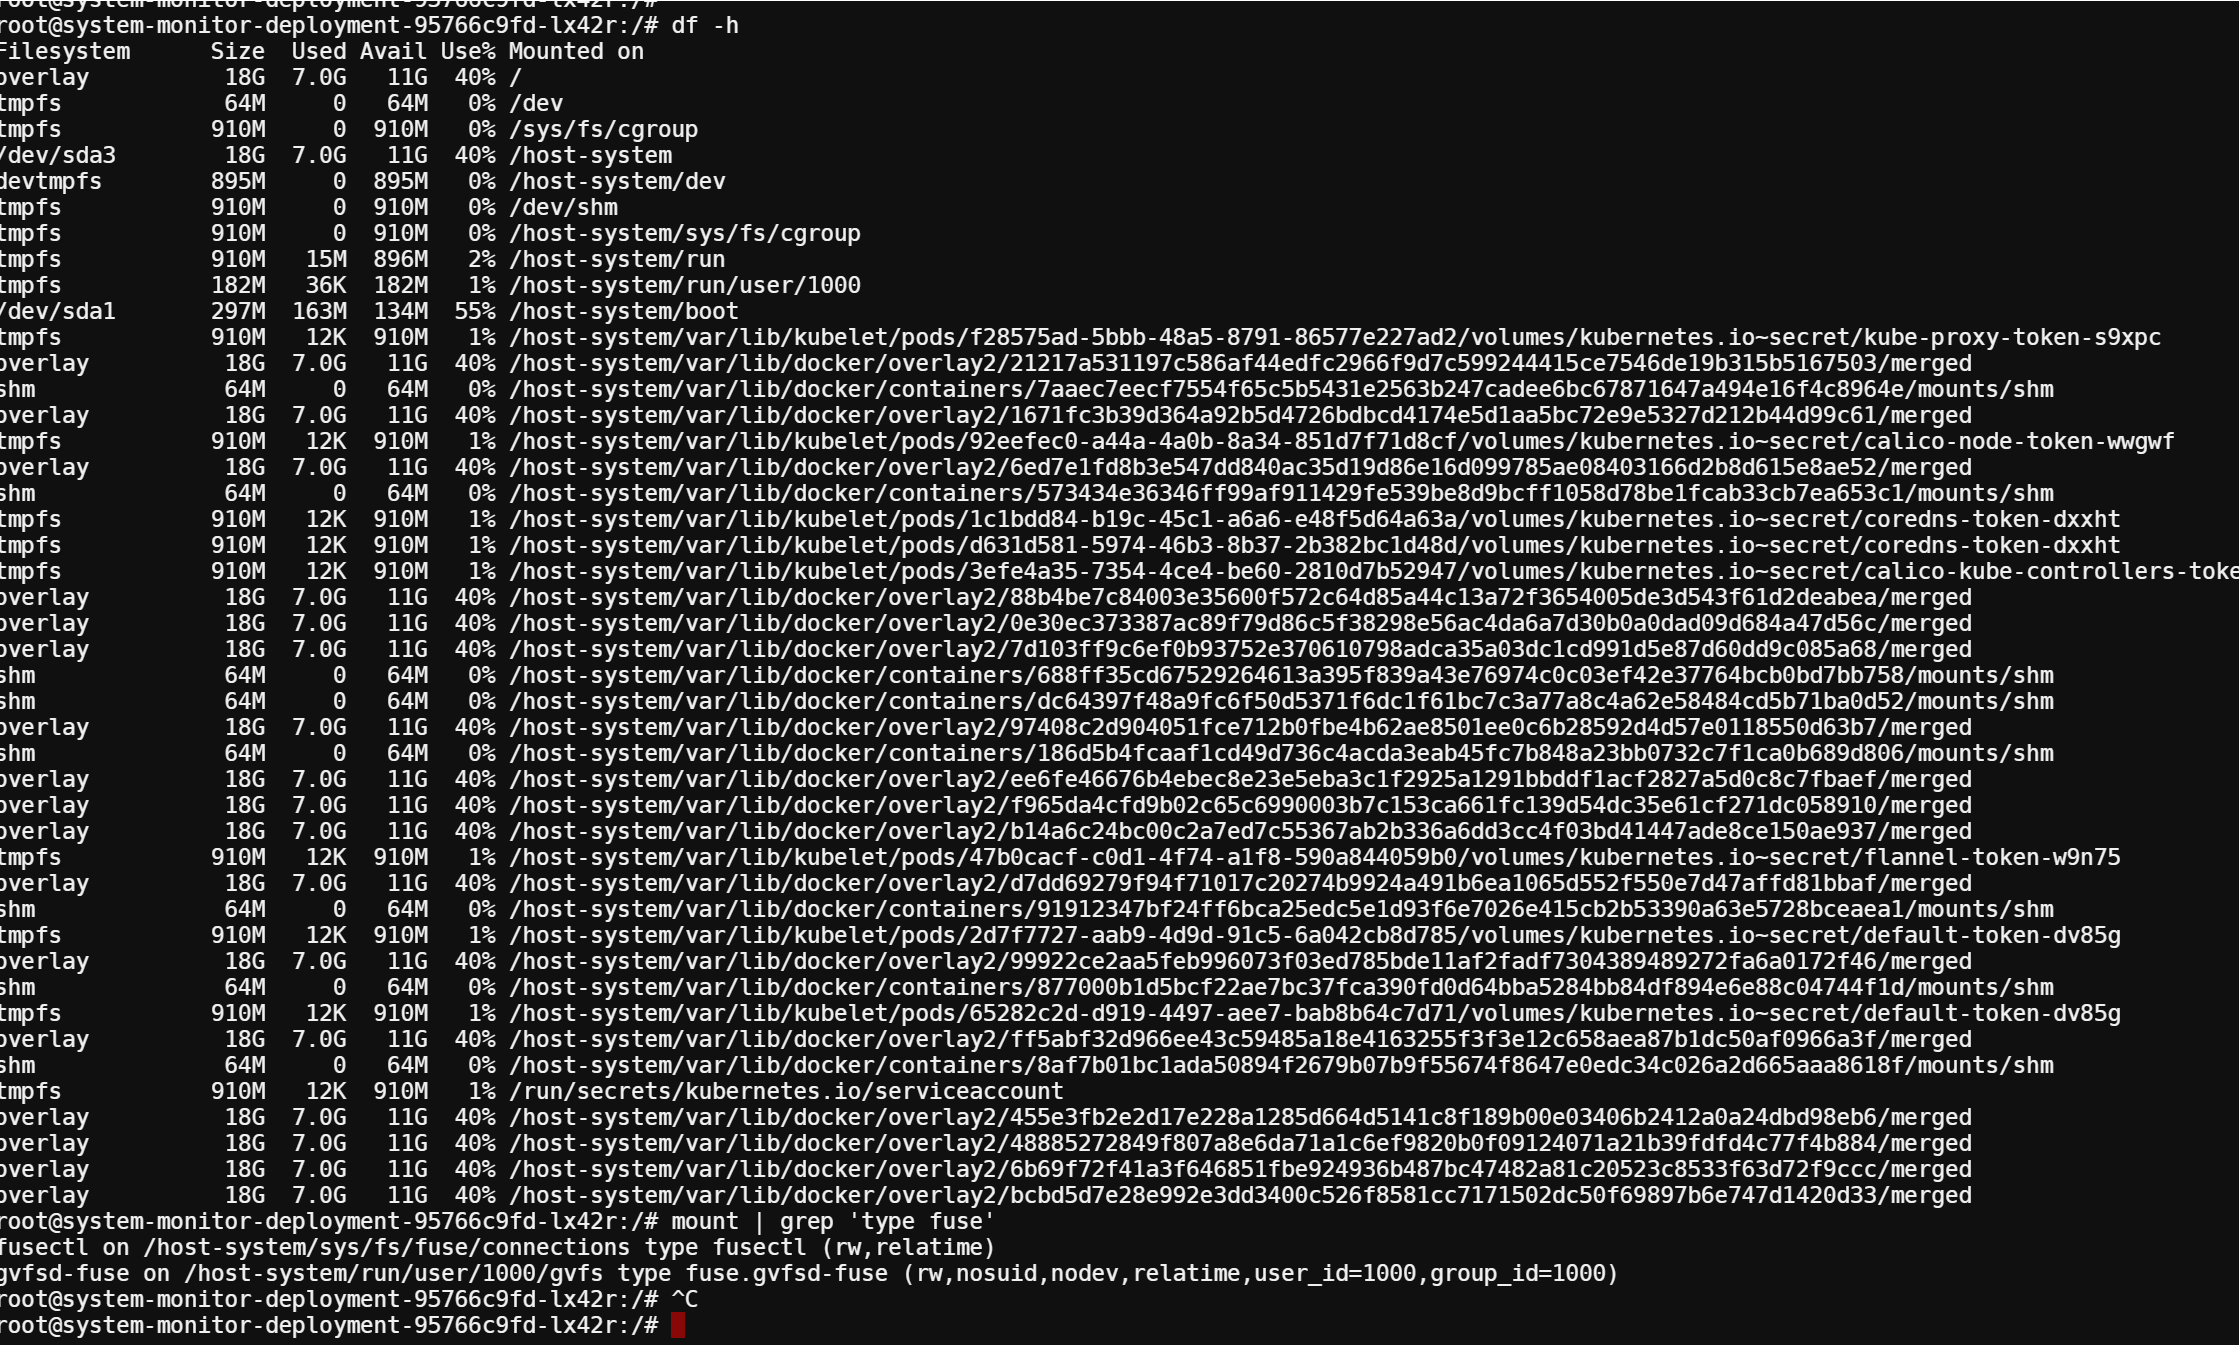 root@system-monitor-deployment-95766c9fd-lx42r:/#
root@system-monitor-deployment-95766c9fd-lx42r:/# df -h
Filesystem      Size  Used Avail Use% Mounted on
overlay          18G  7.0G   11G  40% /
tmpfs            64M     0   64M   0% /dev
tmpfs           910M     0  910M   0% /sys/fs/cgroup
/dev/sda3        18G  7.0G   11G  40% /host-system
devtmpfs        895M     0  895M   0% /host-system/dev
tmpfs           910M     0  910M   0% /dev/shm
tmpfs           910M     0  910M   0% /host-system/sys/fs/cgroup
tmpfs           910M   15M  896M   2% /host-system/run
tmpfs           182M   36K  182M   1% /host-system/run/user/1000
/dev/sda1       297M  163M  134M  55% /host-system/boot
tmpfs           910M   12K  910M   1% /host-system/var/lib/kubelet/pods/f28575ad-5bbb-48a5-8791-86577e227ad2/volumes/kubernetes.io~secret/kube-proxy-token-s9xpc
overlay          18G  7.0G   11G  40% /host-system/var/lib/docker/overlay2/21217a531197c586af44edfc2966f9d7c599244415ce7546de19b315b5167503/merged
shm              64M     0   64M   0% /host-system/var/lib/docker/containers/7aaec7eecf7554f65c5b5431e2563b247cadee6bc67871647a494e16f4c8964e/mounts/shm
overlay          18G  7.0G   11G  40% /host-system/var/lib/docker/overlay2/1671fc3b39d364a92b5d4726bdbcd4174e5d1aa5bc72e9e5327d212b44d99c61/merged
tmpfs           910M   12K  910M   1% /host-system/var/lib/kubelet/pods/92eefec0-a44a-4a0b-8a34-851d7f71d8cf/volumes/kubernetes.io~secret/calico-node-token-wwgwf
overlay          18G  7.0G   11G  40% /host-system/var/lib/docker/overlay2/6ed7e1fd8b3e547dd840ac35d19d86e16d099785ae08403166d2b8d615e8ae52/merged
shm              64M     0   64M   0% /host-system/var/lib/docker/containers/573434e36346ff99af911429fe539be8d9bcff1058d78be1fcab33cb7ea653c1/mounts/shm
tmpfs           910M   12K  910M   1% /host-system/var/lib/kubelet/pods/1c1bdd84-b19c-45c1-a6a6-e48f5d64a63a/volumes/kubernetes.io~secret/coredns-token-dxxht
tmpfs           910M   12K  910M   1% /host-system/var/lib/kubelet/pods/d631d581-5974-46b3-8b37-2b382bc1d48d/volumes/kubernetes.io~secret/coredns-token-dxxht
tmpfs           910M   12K  910M   1% /host-system/var/lib/kubelet/pods/3efe4a35-7354-4ce4-be60-2810d7b52947/volumes/kubernetes.io~secret/calico-kube-controllers-toke
overlay          18G  7.0G   11G  40% /host-system/var/lib/docker/overlay2/88b4be7c84003e35600f572c64d85a44c13a72f3654005de3d543f61d2deabea/merged
overlay          18G  7.0G   11G  40% /host-system/var/lib/docker/overlay2/0e30ec373387ac89f79d86c5f38298e56ac4da6a7d30b0a0dad09d684a47d56c/merged
overlay          18G  7.0G   11G  40% /host-system/var/lib/docker/overlay2/7d103ff9c6ef0b93752e370610798adca35a03dc1cd991d5e87d60dd9c085a68/merged
shm              64M     0   64M   0% /host-system/var/lib/docker/containers/688ff35cd67529264613a395f839a43e76974c0c03ef42e37764bcb0bd7bb758/mounts/shm
shm              64M     0   64M   0% /host-system/var/lib/docker/containers/dc64397f48a9fc6f50d5371f6dc1f61bc7c3a77a8c4a62e58484cd5b71ba0d52/mounts/shm
overlay          18G  7.0G   11G  40% /host-system/var/lib/docker/overlay2/97408c2d904051fce712b0fbe4b62ae8501ee0c6b28592d4d57e0118550d63b7/merged
shm              64M     0   64M   0% /host-system/var/lib/docker/containers/186d5b4fcaaf1cd49d736c4acda3eab45fc7b848a23bb0732c7f1ca0b689d806/mounts/shm
overlay          18G  7.0G   11G  40% /host-system/var/lib/docker/overlay2/ee6fe46676b4ebec8e23e5eba3c1f2925a1291bbddf1acf2827a5d0c8c7fbaef/merged
overlay          18G  7.0G   11G  40% /host-system/var/lib/docker/overlay2/f965da4cfd9b02c65c6990003b7c153ca661fc139d54dc35e61cf271dc058910/merged
overlay          18G  7.0G   11G  40% /host-system/var/lib/docker/overlay2/b14a6c24bc00c2a7ed7c55367ab2b336a6dd3cc4f03bd41447ade8ce150ae937/merged
tmpfs           910M   12K  910M   1% /host-system/var/lib/kubelet/pods/47b0cacf-c0d1-4f74-a1f8-590a844059b0/volumes/kubernetes.io~secret/flannel-token-w9n75
overlay          18G  7.0G   11G  40% /host-system/var/lib/docker/overlay2/d7dd69279f94f71017c20274b9924a491b6ea1065d552f550e7d47affd81bbaf/merged
shm              64M     0   64M   0% /host-system/var/lib/docker/containers/91912347bf24ff6bca25edc5e1d93f6e7026e415cb2b53390a63e5728bceaea1/mounts/shm
tmpfs           910M   12K  910M   1% /host-system/var/lib/kubelet/pods/2d7f7727-aab9-4d9d-91c5-6a042cb8d785/volumes/kubernetes.io~secret/default-token-dv85g
overlay          18G  7.0G   11G  40% /host-system/var/lib/docker/overlay2/99922ce2aa5feb996073f03ed785bde11af2fadf7304389489272fa6a0172f46/merged
shm              64M     0   64M   0% /host-system/var/lib/docker/containers/877000b1d5bcf22ae7bc37fca390fd0d64bba5284bb84df894e6e88c04744f1d/mounts/shm
tmpfs           910M   12K  910M   1% /host-system/var/lib/kubelet/pods/65282c2d-d919-4497-aee7-bab8b64c7d71/volumes/kubernetes.io~secret/default-token-dv85g
overlay          18G  7.0G   11G  40% /host-system/var/lib/docker/overlay2/ff5abf32d966ee43c59485a18e4163255f3f3e12c658aea87b1dc50af0966a3f/merged
shm              64M     0   64M   0% /host-system/var/lib/docker/containers/8af7b01bc1ada50894f2679b07b9f55674f8647e0edc34c026a2d665aaa8618f/mounts/shm
tmpfs           910M   12K  910M   1% /run/secrets/kubernetes.io/serviceaccount
overlay          18G  7.0G   11G  40% /host-system/var/lib/docker/overlay2/455e3fb2e2d17e228a1285d664d5141c8f189b00e03406b2412a0a24dbd98eb6/merged
overlay          18G  7.0G   11G  40% /host-system/var/lib/docker/overlay2/48885272849f807a8e6da71a1c6ef9820b0f09124071a21b39fdfd4c77f4b884/merged
overlay          18G  7.0G   11G  40% /host-system/var/lib/docker/overlay2/6b69f72f41a3f646851fbe924936b487bc47482a81c20523c8533f63d72f9ccc/merged
overlay          18G  7.0G   11G  40% /host-system/var/lib/docker/overlay2/bcbd5d7e28e992e3dd3400c526f8581cc7171502dc50f69897b6e747d1420d33/merged
root@system-monitor-deployment-95766c9fd-lx42r:/# mount | grep 'type fuse'
fusectl on /host-system/sys/fs/fuse/connections type fusectl (rw,relatime)
gvfsd-fuse on /host-system/run/user/1000/gvfs type fuse.gvfsd-fuse (rw,nosuid,nodev,relatime,user_id=1000,group_id=1000)
root@system-monitor-deployment-95766c9fd-lx42r:/# ^C
root@system-monitor-deployment-95766c9fd-lx42r:/#